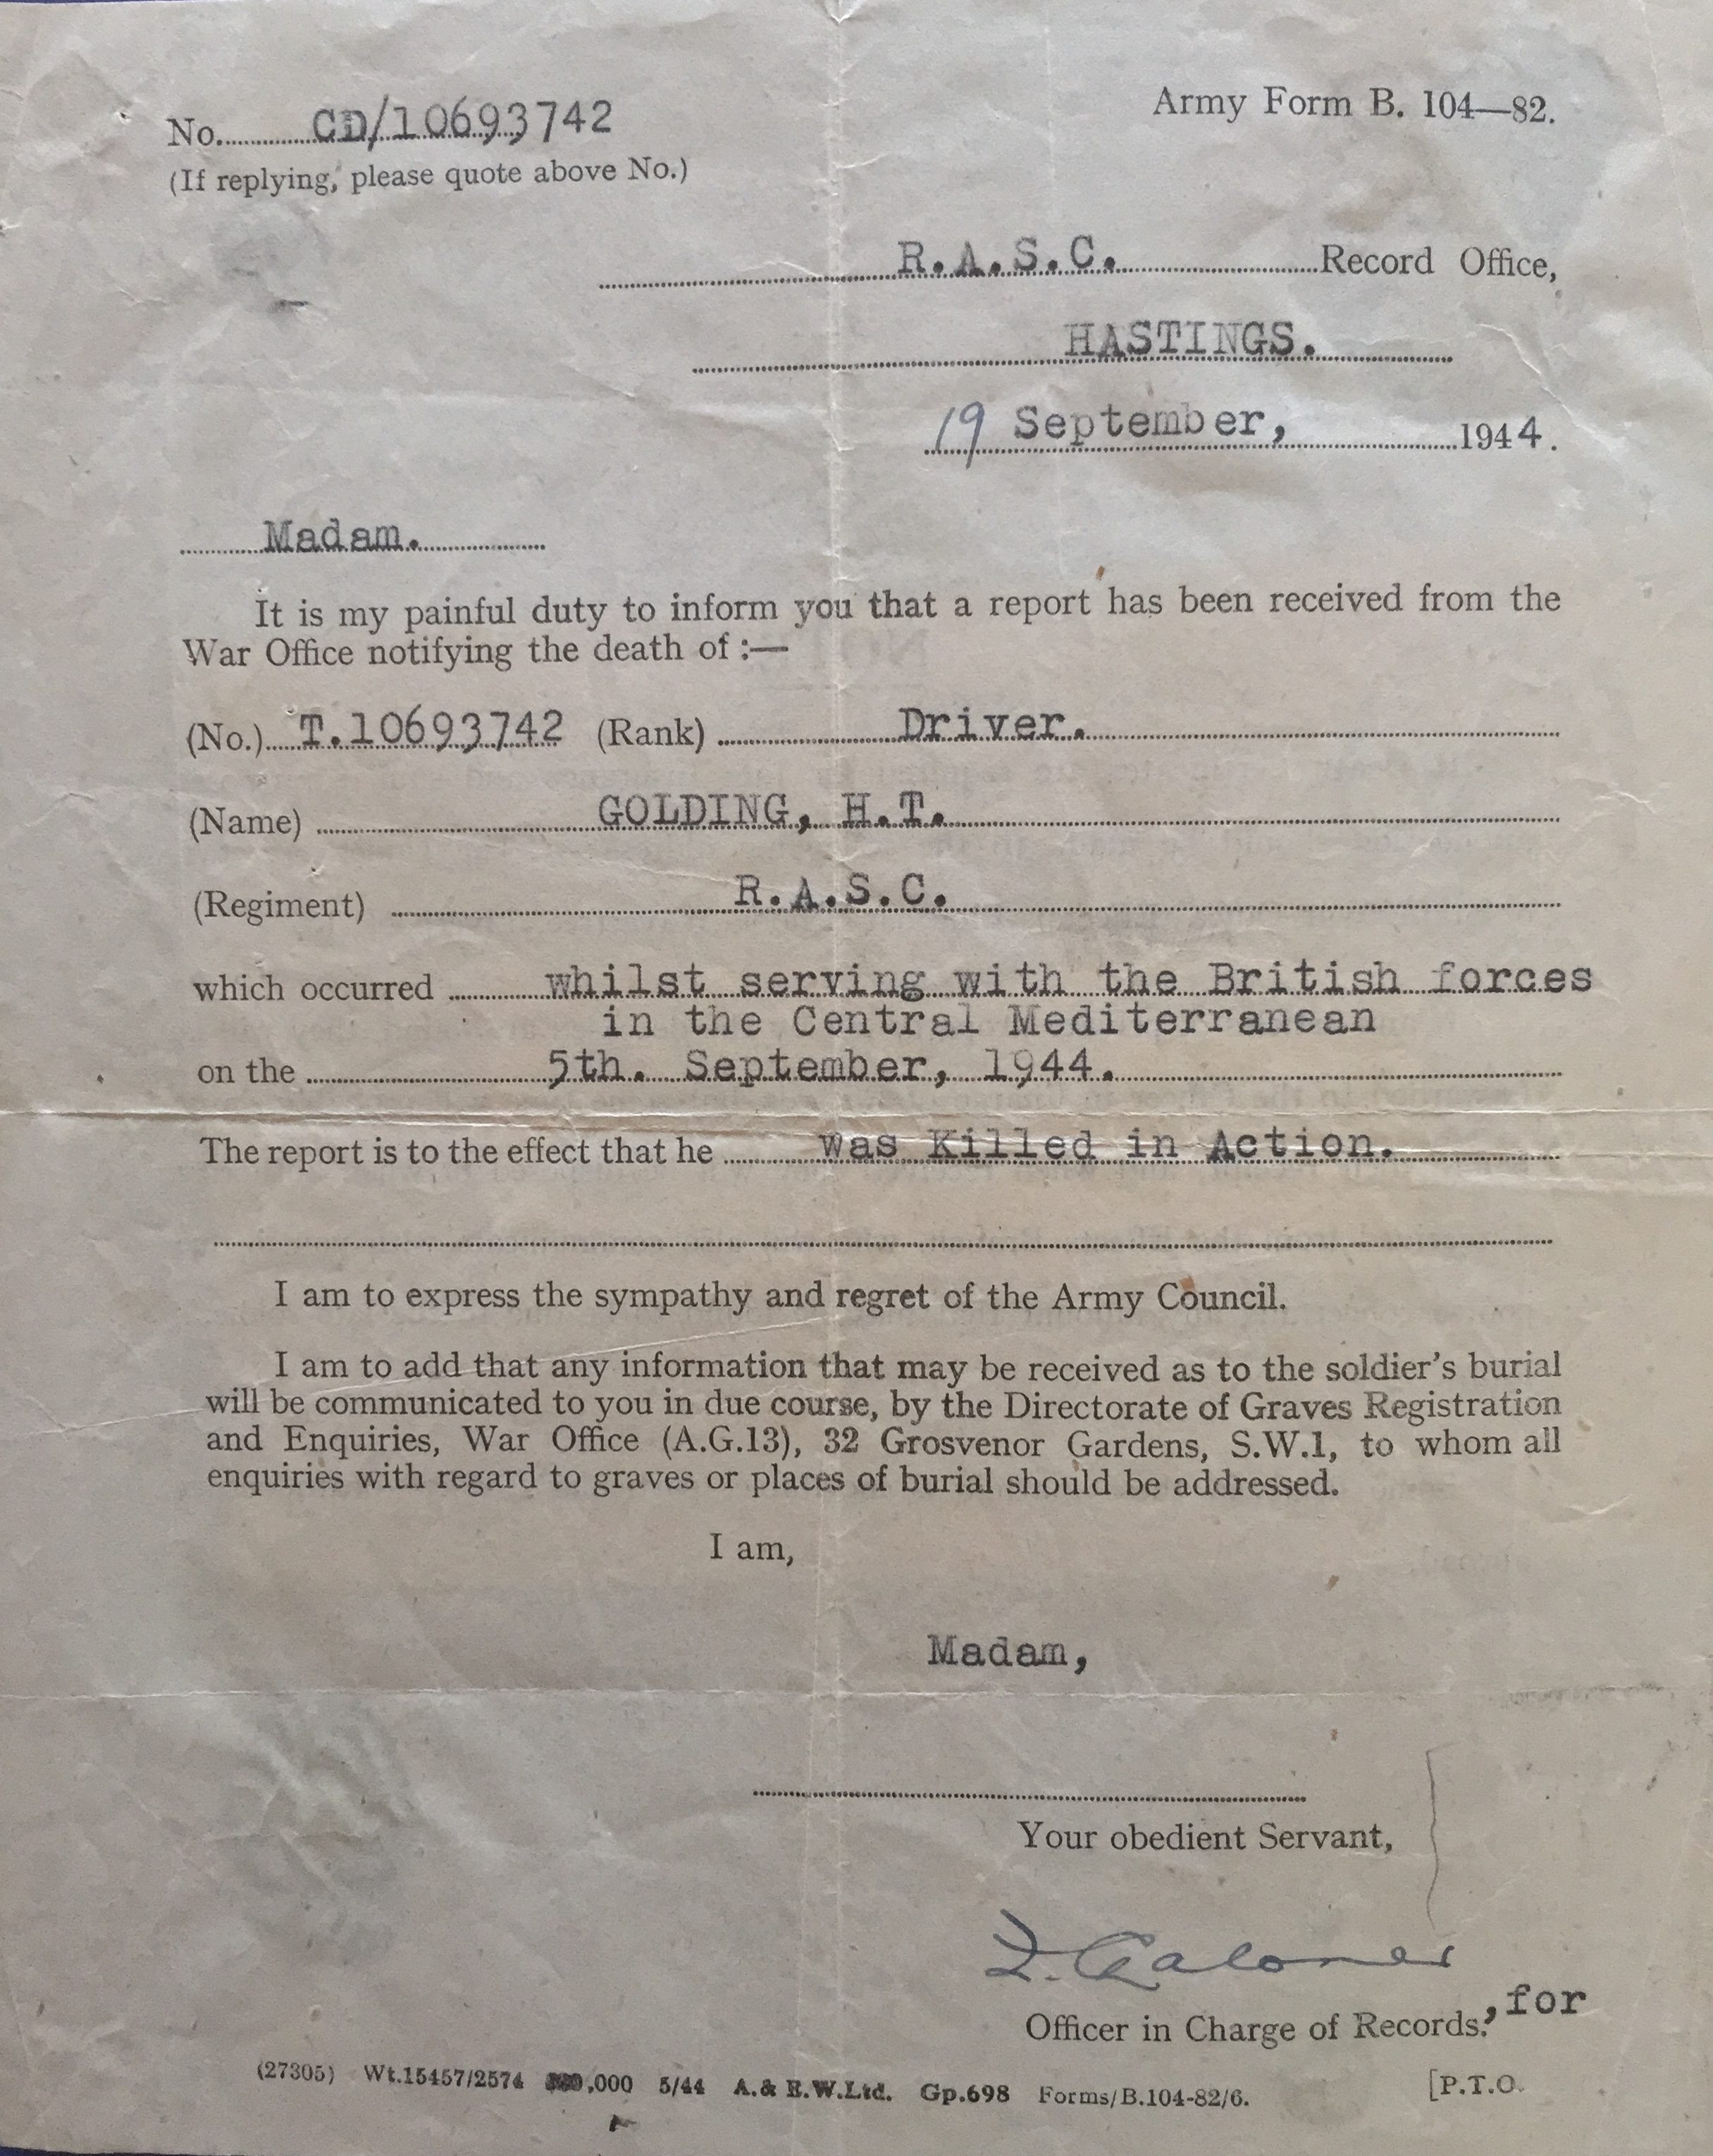 No. CD/10693742
Army Form B. 104—82.
(If replying, please quote above No.)
R.A.S.C. Record Office,
HASTINGS.
19 September, 1944.
Madam.
It is my painful duty to inform you that a report has been received from the
War Office notifying the death of :—
(No.) T.10693742 (Rank) Driver.
(Name) GOLDING, H.T.
(Regiment) R.A.S.C.
which occurred whilst serving with the British forces
in the Central Mediterranean
on the 5th. September, 1944.
The report is to the effect that he was Killed in Action.
I am to express the sympathy and regret of the Army Council.
I am to add that any information that may be received as to the soldier's burial
will be communicated to you in due course, by the Directorate of Graves Registration
and Enquiries, War Office (A.G.13), 32 Grosvenor Gardens, S.W.1, to whom all
enquiries with regard to graves or places of burial should be addressed.
I am,
Madam,
Your obedient Servant,
,for
Officer in Charge of Records.
(27305) Wt.15457/2574 ,000 5/44 A. & E.W.Ltd. Gp.698 Forms/B.104-82/6.
[P.T.O.